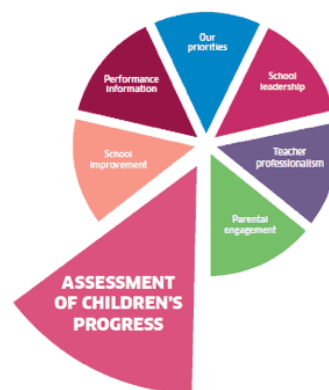 Our
priorities
School
leadership
Teacher
professionalism
Parental
engagement
ASSESSMENT
OF CHILDREN'S
PROGRESS
School
improvement
Performance
information